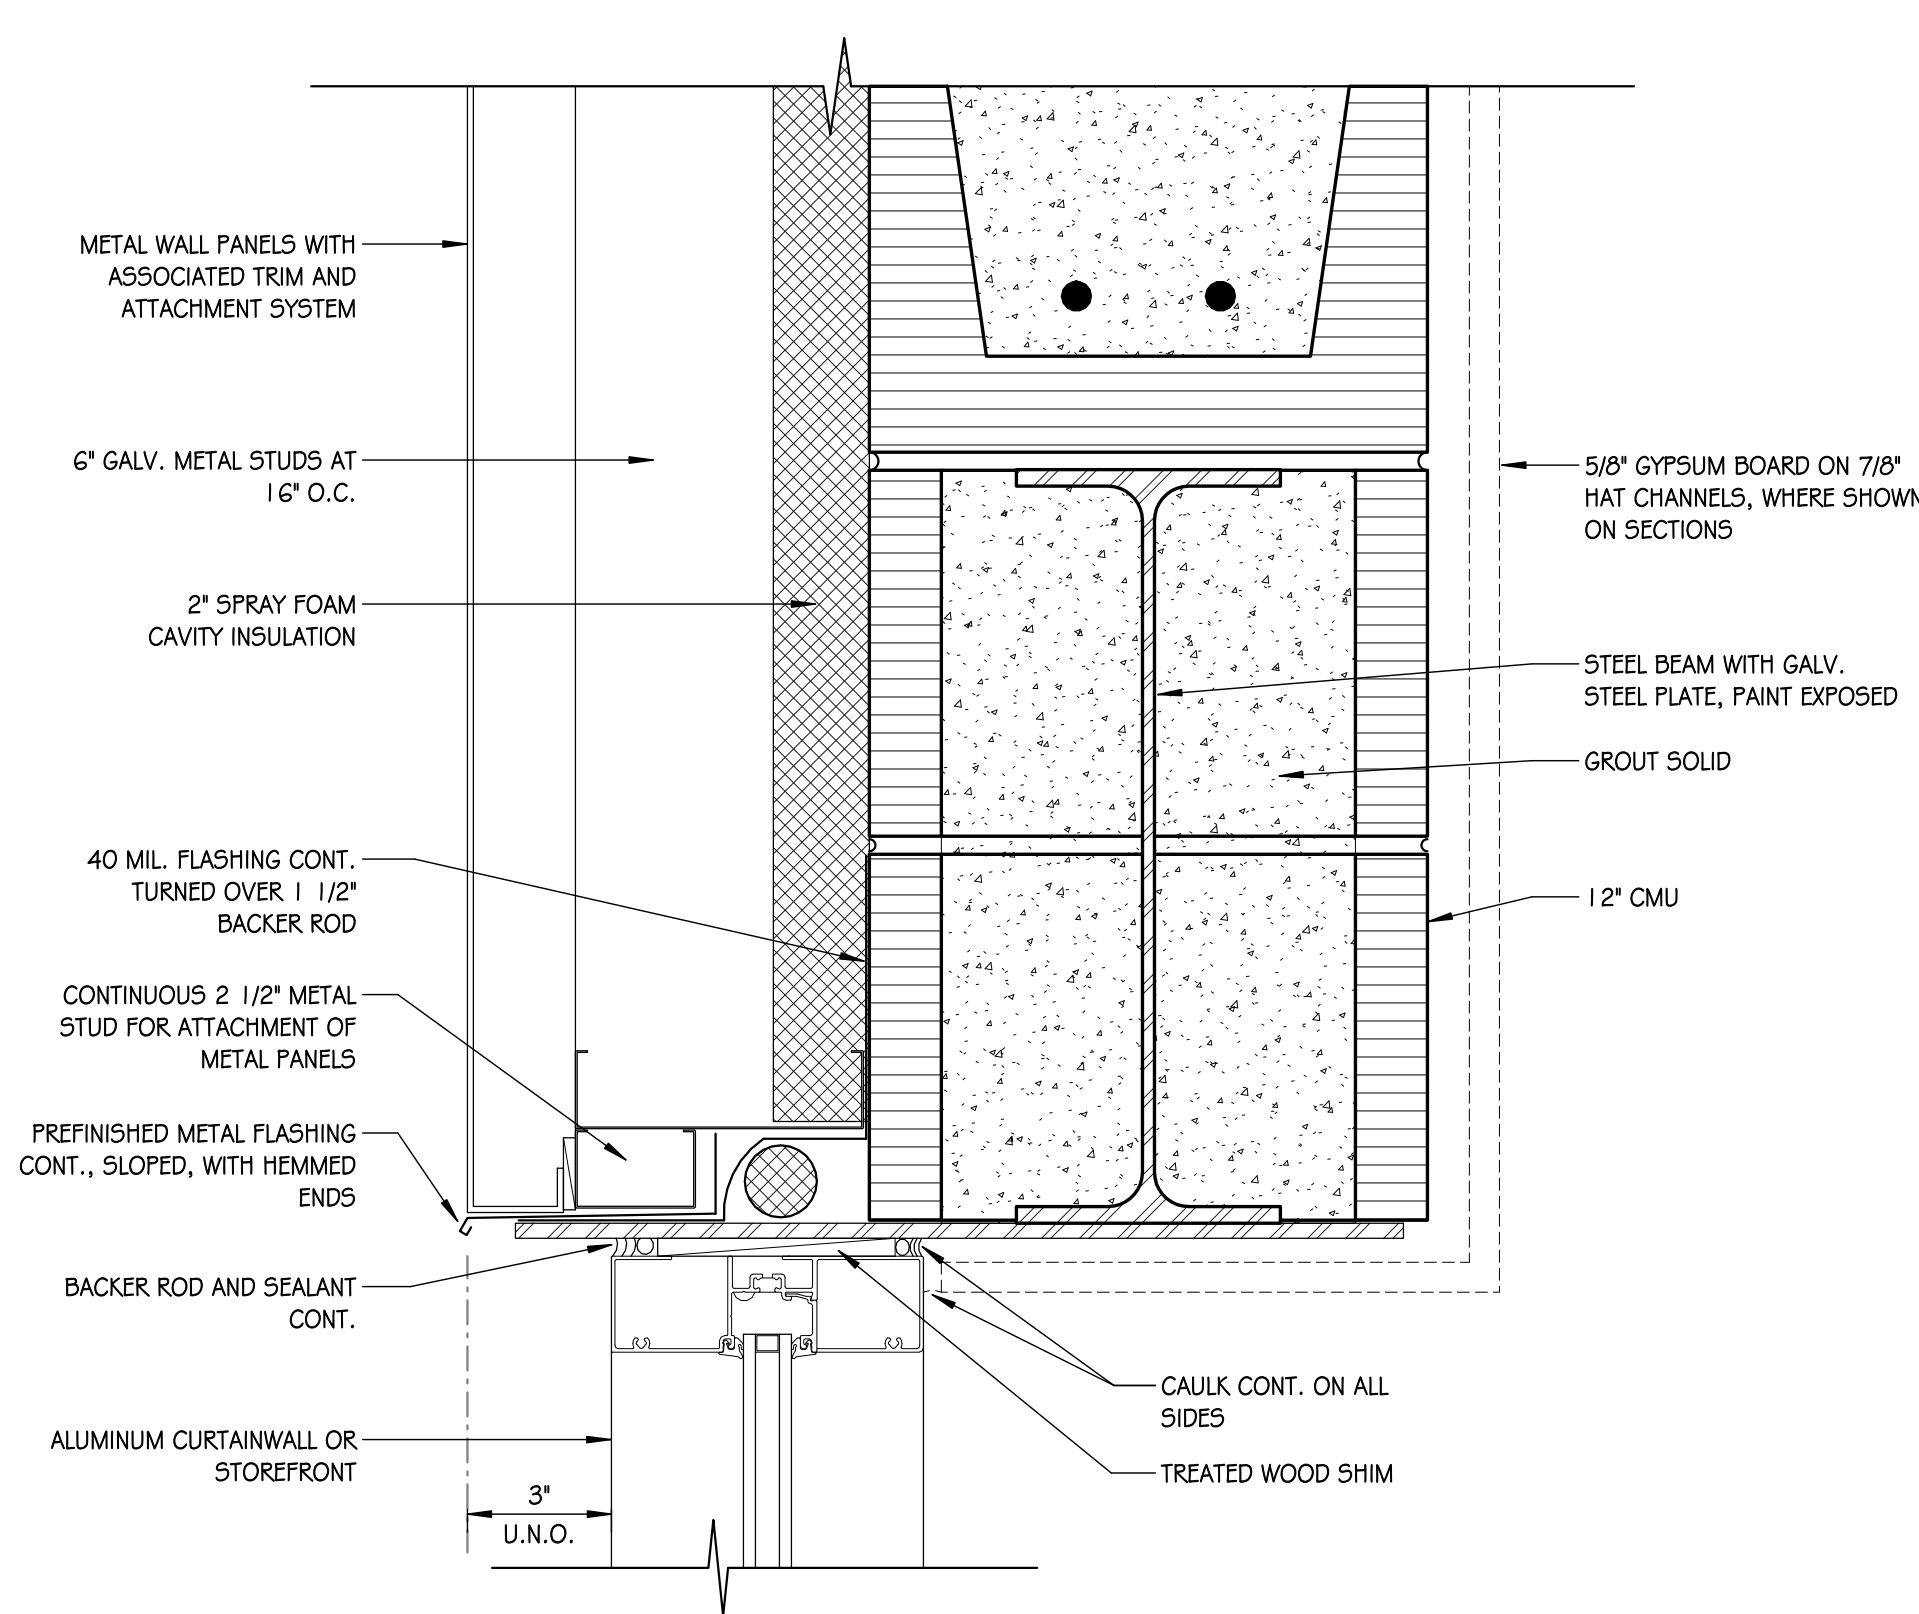 METAL WALL PANELS WITH
ASSOCIATED TRIM AND
ATTACHMENT SYSTEM
6" GALV. METAL STUDS AT
16" O.C.
2" SPRAY FOAM
CAVITY INSULATION
40 MIL. FLASHING CONT.
TURNED OVER 1 1/2"
BACKER ROD
CONTINUOUS 2 1/2" METAL
STUD FOR ATTACHMENT OF
METAL PANELS
PREFINISHED METAL FLASHING
CONT., SLOPED, WITH HEMMED
ENDS
BACKER ROD AND SEALANT
CONT.
ALUMINUM CURTAINWALL OR
STOREFRONT
3"
U.N.O.
5/8" GYPSUM BOARD ON 7/8"
HAT CHANNELS, WHERE SHOWN
ON SECTIONS
STEEL BEAM WITH GALV.
STEEL PLATE, PAINT EXPOSED
GROUT SOLID
12" CMU
CAULK CONT. ON ALL
SIDES
TREATED WOOD SHIM